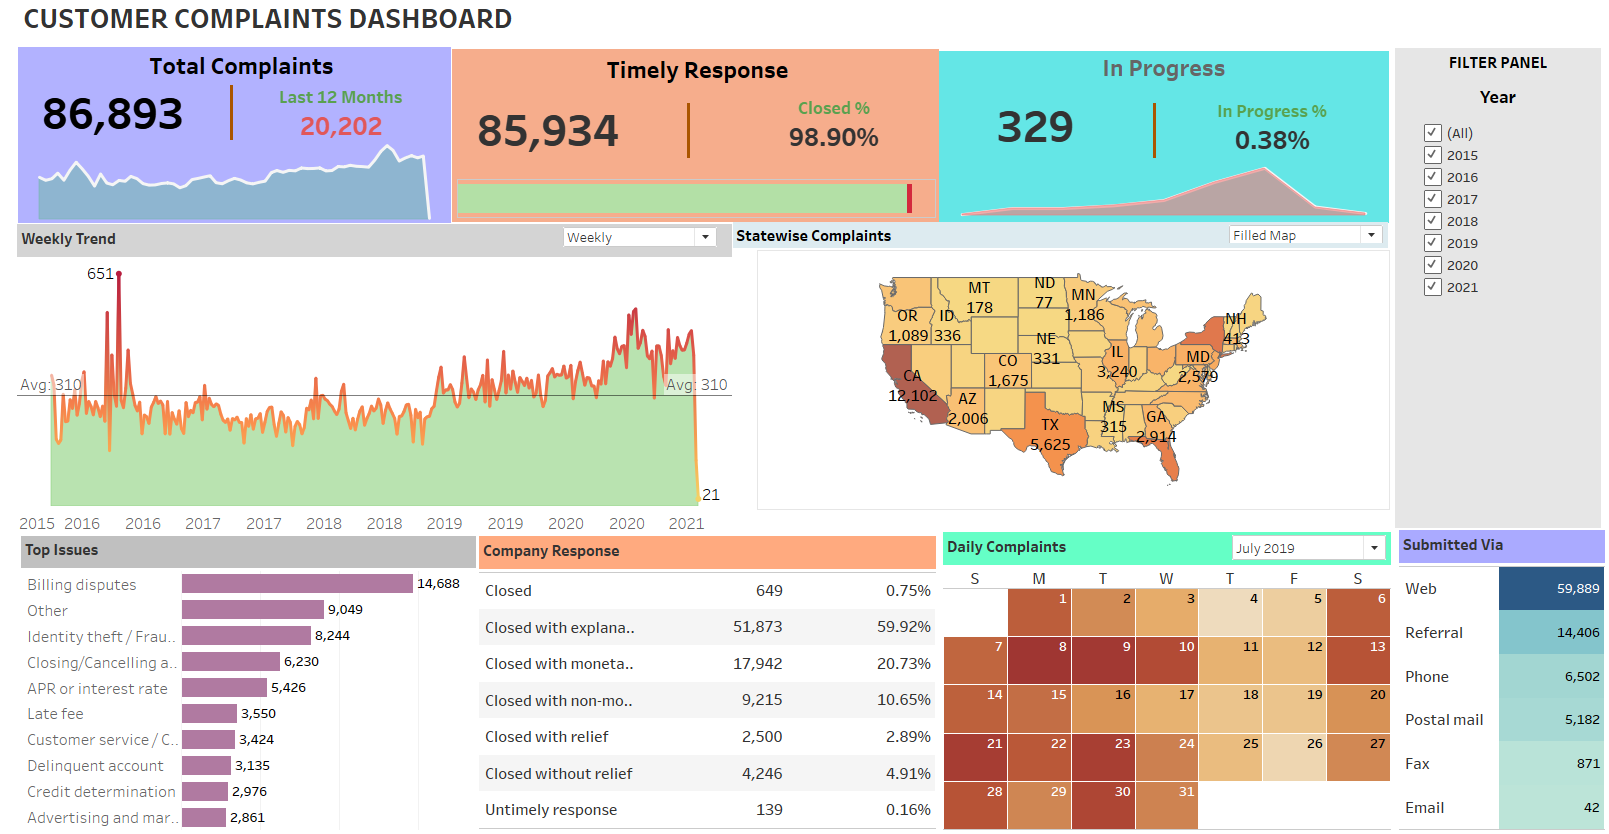 CUSTOMER COMPLAINTS DASHBOARD
Total Complaints
86,893
Last 12 Months
20,202
Timely Response
85,934
Closed %
98.90%
In Progress
329
In Progress %
0.38%
FILTER PANEL
Year
(All)
2015
2016
2017
2018
2019
2020
2021
Weekly Trend
Weekly
651
Avg: 310
Avg: 310
21
2015 2016 2016 2017 2017 2018 2018 2019 2019 2020 2020 2021
Statewise Complaints
Filled Map
MT
178
ND
77
MN
1,186
OR
1,089
ID
336
NH
413
NE
331
IL
3,240
MD
2,579
CO
1,675
CA
12,102
AZ
2,006
MS
315
GA
2,914
TX
5,625
Top Issues
Billing disputes 14,688
Other 9,049
Identity theft / Frau.. 8,244
Closing/Cancelling a.. 6,230
APR or interest rate 5,426
Late fee 3,550
Customer service / C.. 3,424
Delinquent account 3,135
Credit determination 2,976
Advertising and mar.. 2,861
Company Response
Closed 649 0.75%
Closed with explana.. 51,873 59.92%
Closed with moneta.. 17,942 20.73%
Closed with non-mo.. 9,215 10.65%
Closed with relief 2,500 2.89%
Closed without relief 4,246 4.91%
Untimely response 139 0.16%
Daily Complaints
July 2019
S M T W T F S
1 2 3 4 5 6
7 8 9 10 11 12 13
14 15 16 17 18 19 20
21 22 23 24 25 26 27
28 29 30 31
Submitted Via
Web 59,889
Referral 14,406
Phone 6,502
Postal mail 5,182
Fax 871
Email 42